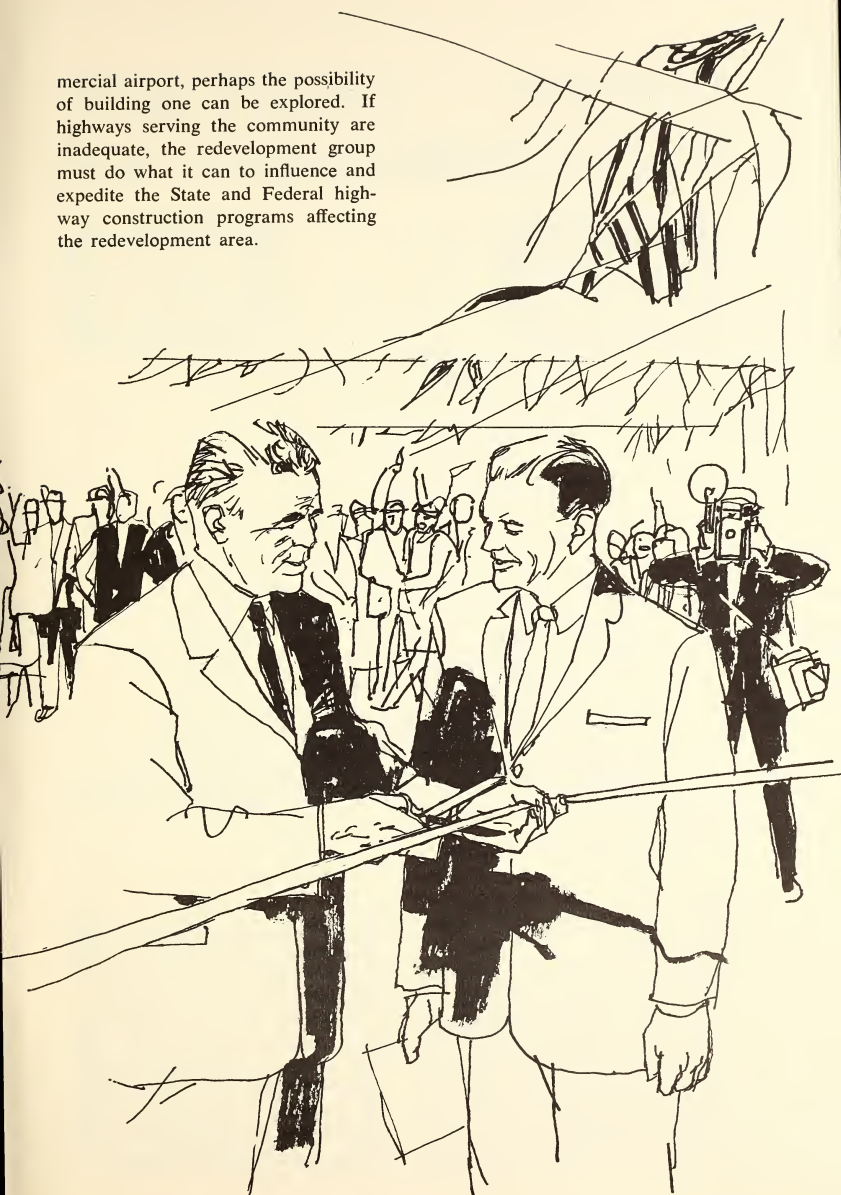 mercial airport, perhaps the possibility
of building one can be explored. If
highways serving the community are
inadequate, the redevelopment group
must do what it can to influence and
expedite the State and Federal high-
way construction programs affecting
the redevelopment area.